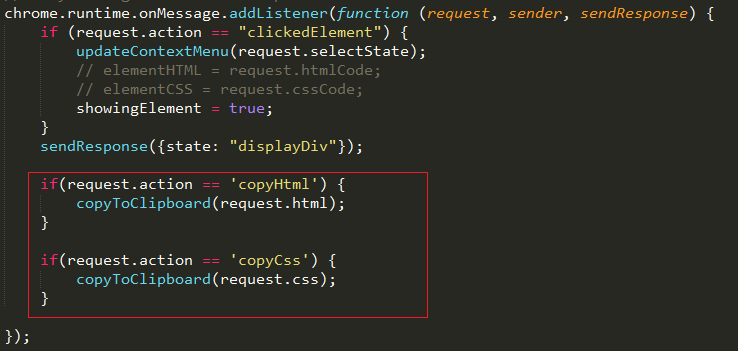 chrome.runtime.onMessage.addListener(function (request, sender, sendResponse) {
    if (request.action == "clickedElement") {
        updateContextMenu(request.selectState);
        // elementHTML = request.htmlCode;
        // elementCSS = request.cssCode;
        showingElement = true;
    }
    sendResponse({state: "displayDiv"});
    if(request.action == 'copyHtml') {
        copyToClipboard(request.html);
    }
    if(request.action == 'copyCss') {
        copyToClipboard(request.css);
    }
});